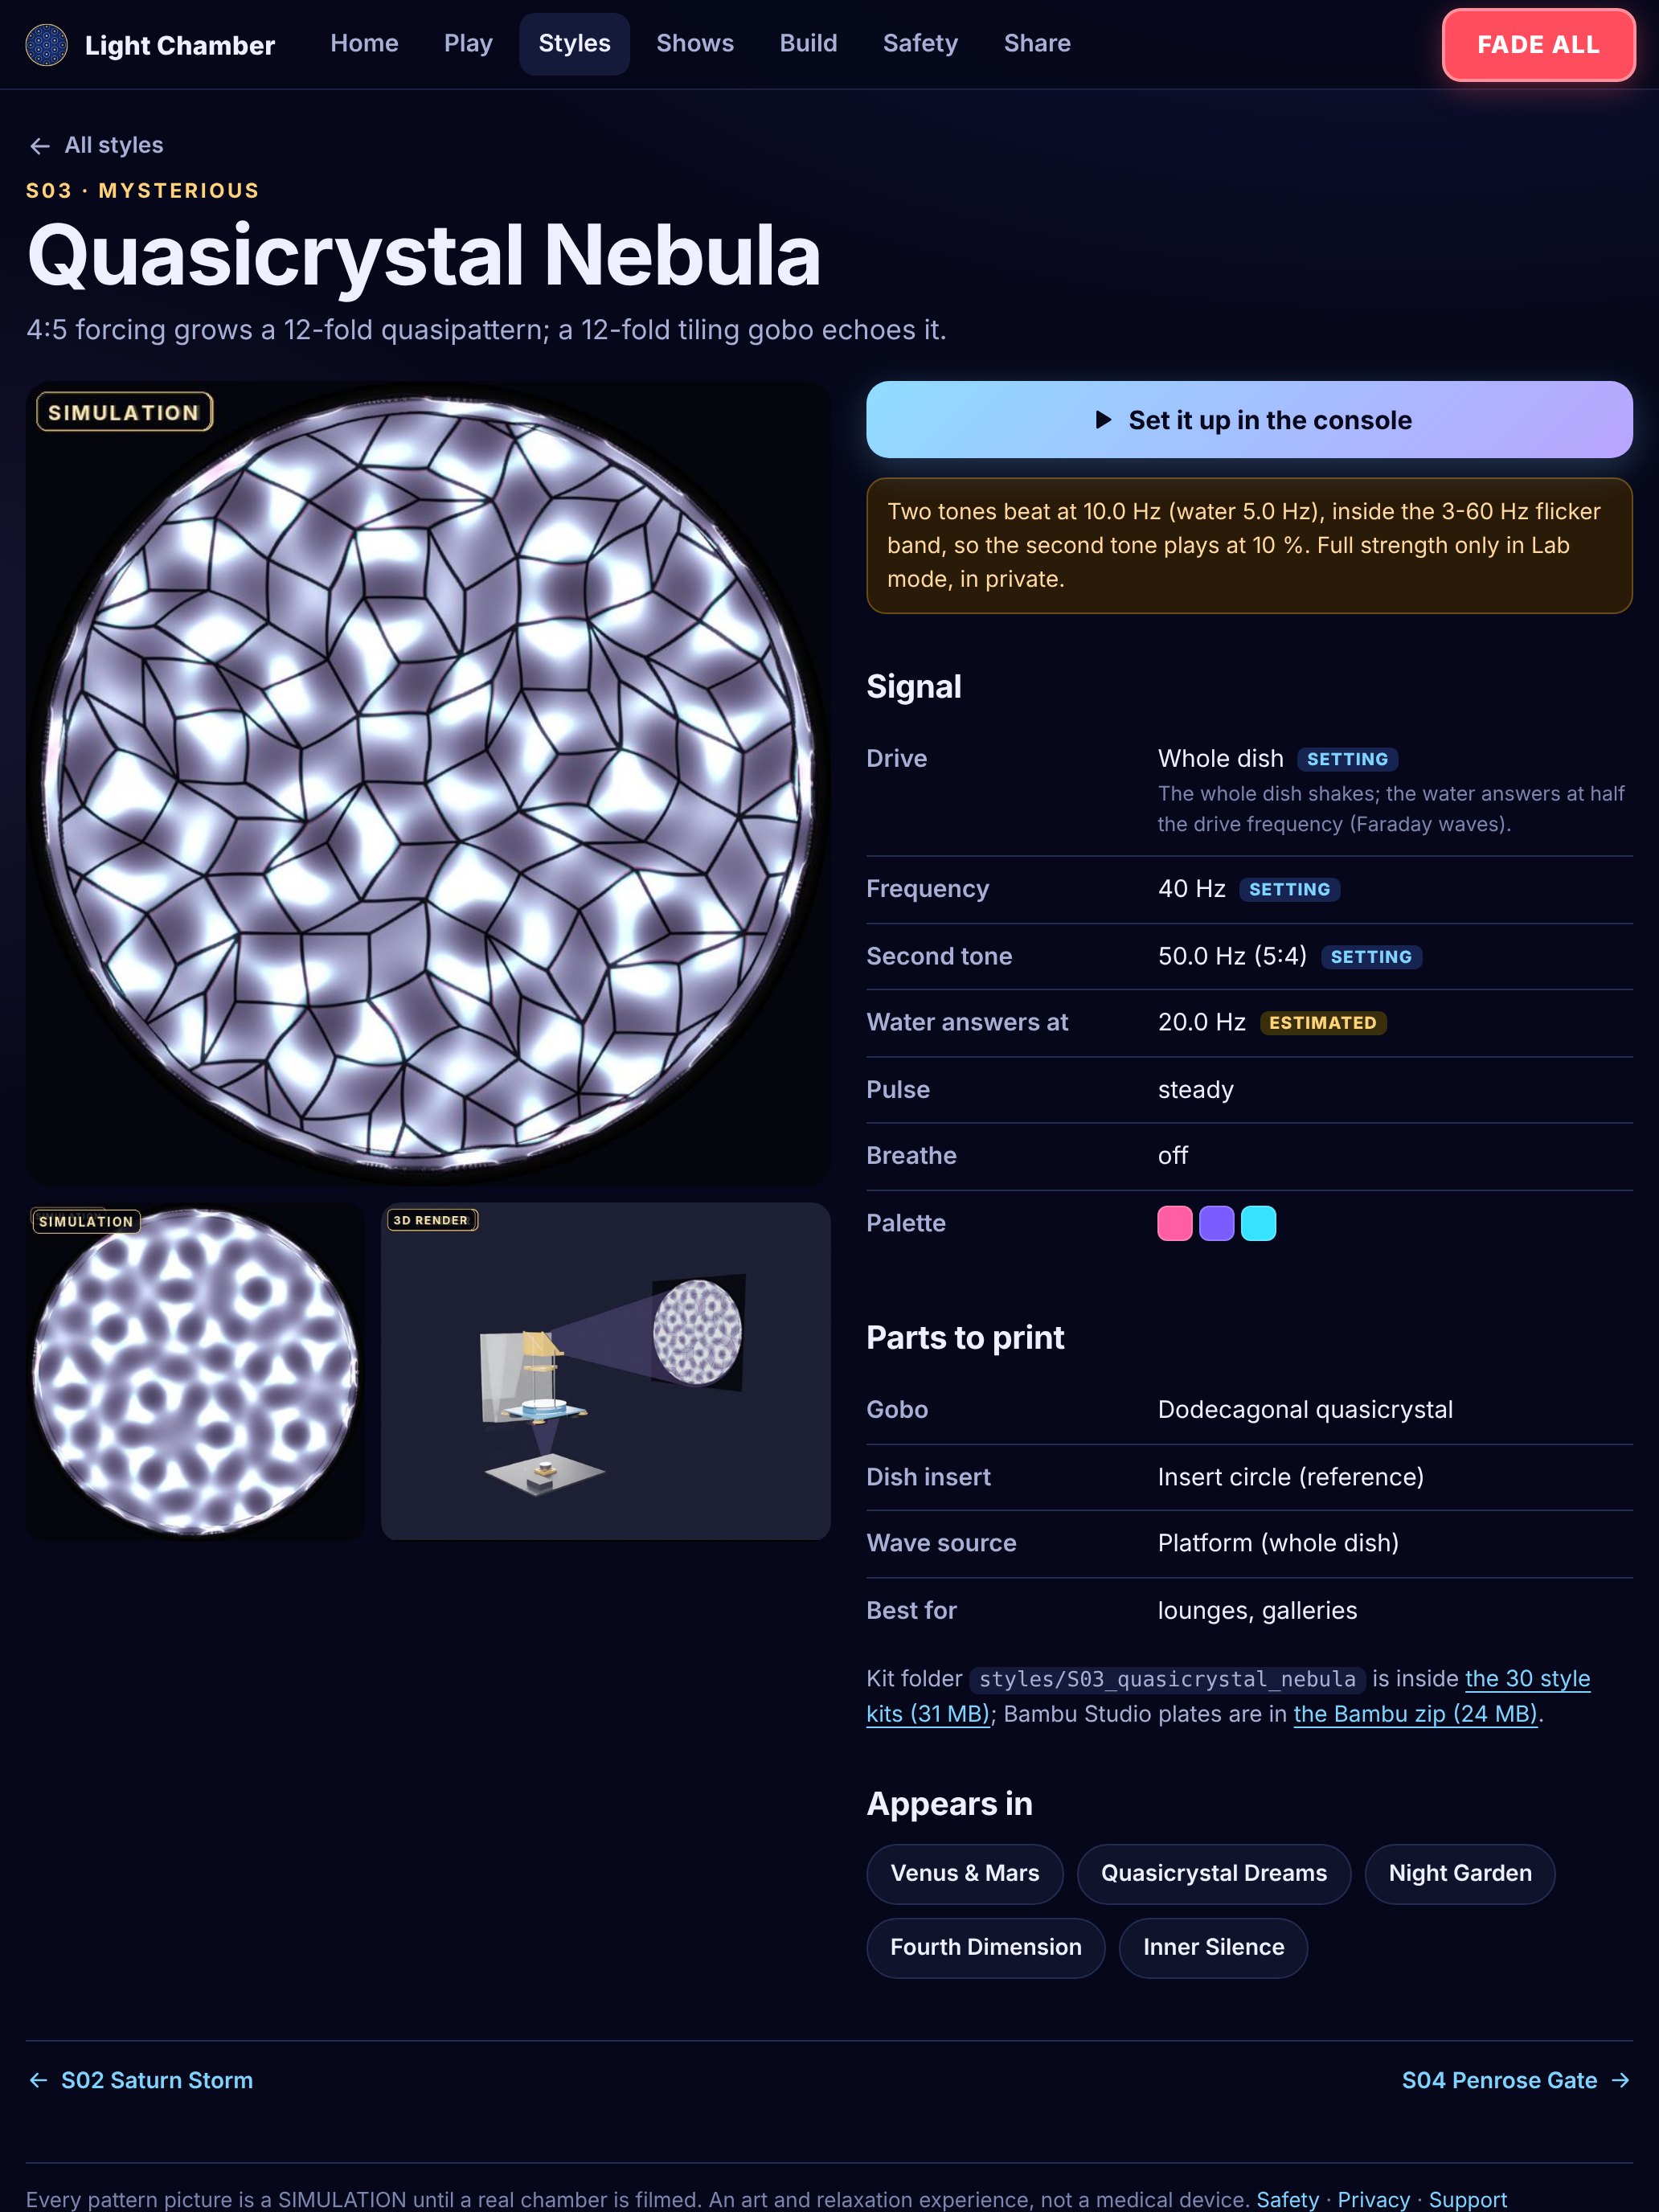 Light Chamber
Home
Play
Styles
Shows
Build
Safety
Share
FADE ALL
← All styles
S03 · MYSTERIOUS
Quasicrystal Nebula
4:5 forcing grows a 12-fold quasipattern; a 12-fold tiling gobo echoes it.
SIMULATION
SIMULATION
3D RENDER
Set it up in the console
Two tones beat at 10.0 Hz (water 5.0 Hz), inside the 3-60 Hz flicker
band, so the second tone plays at 10 %. Full strength only in Lab
mode, in private.
Signal
Drive
Whole dish SETTING
The whole dish shakes; the water answers at half
the drive frequency (Faraday waves).
Frequency
40 Hz SETTING
Second tone
50.0 Hz (5:4) SETTING
Water answers at
20.0 Hz ESTIMATED
Pulse
steady
Breathe
off
Palette
Parts to print
Gobo
Dodecagonal quasicrystal
Dish insert
Insert circle (reference)
Wave source
Platform (whole dish)
Best for
lounges, galleries
Kit folder styles/S03_quasicrystal_nebula is inside the 30 style
kits (31 MB); Bambu Studio plates are in the Bambu zip (24 MB).
Appears in
Venus & Mars
Quasicrystal Dreams
Night Garden
Fourth Dimension
Inner Silence
← S02 Saturn Storm
S04 Penrose Gate →
Every pattern picture is a SIMULATION until a real chamber is filmed. An art and relaxation experience, not a medical device. Safety · Privacy · Support